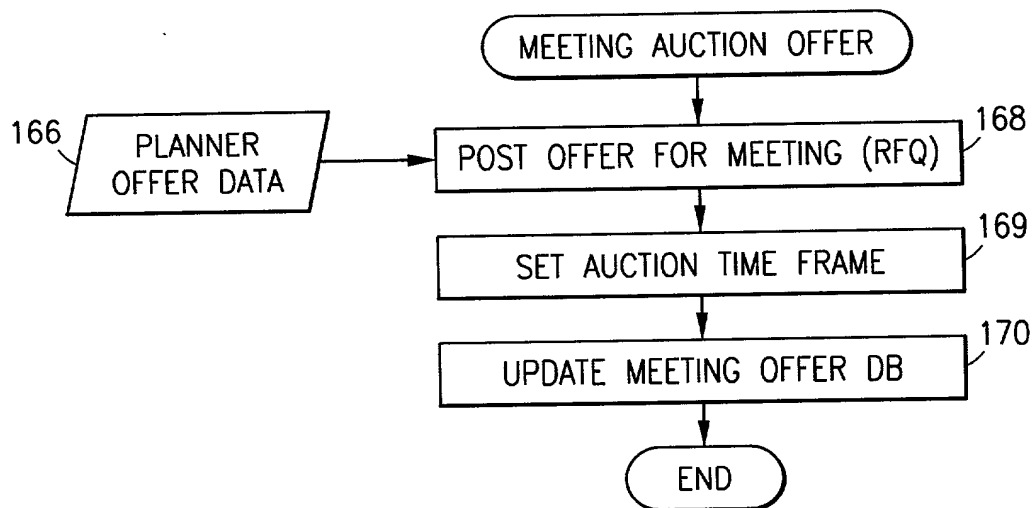 MEETING AUCTION OFFER
166
PLANNER
OFFER DATA
168
POST OFFER FOR MEETING (RFQ)
169
SET AUCTION TIME FRAME
170
UPDATE MEETING OFFER DB
END